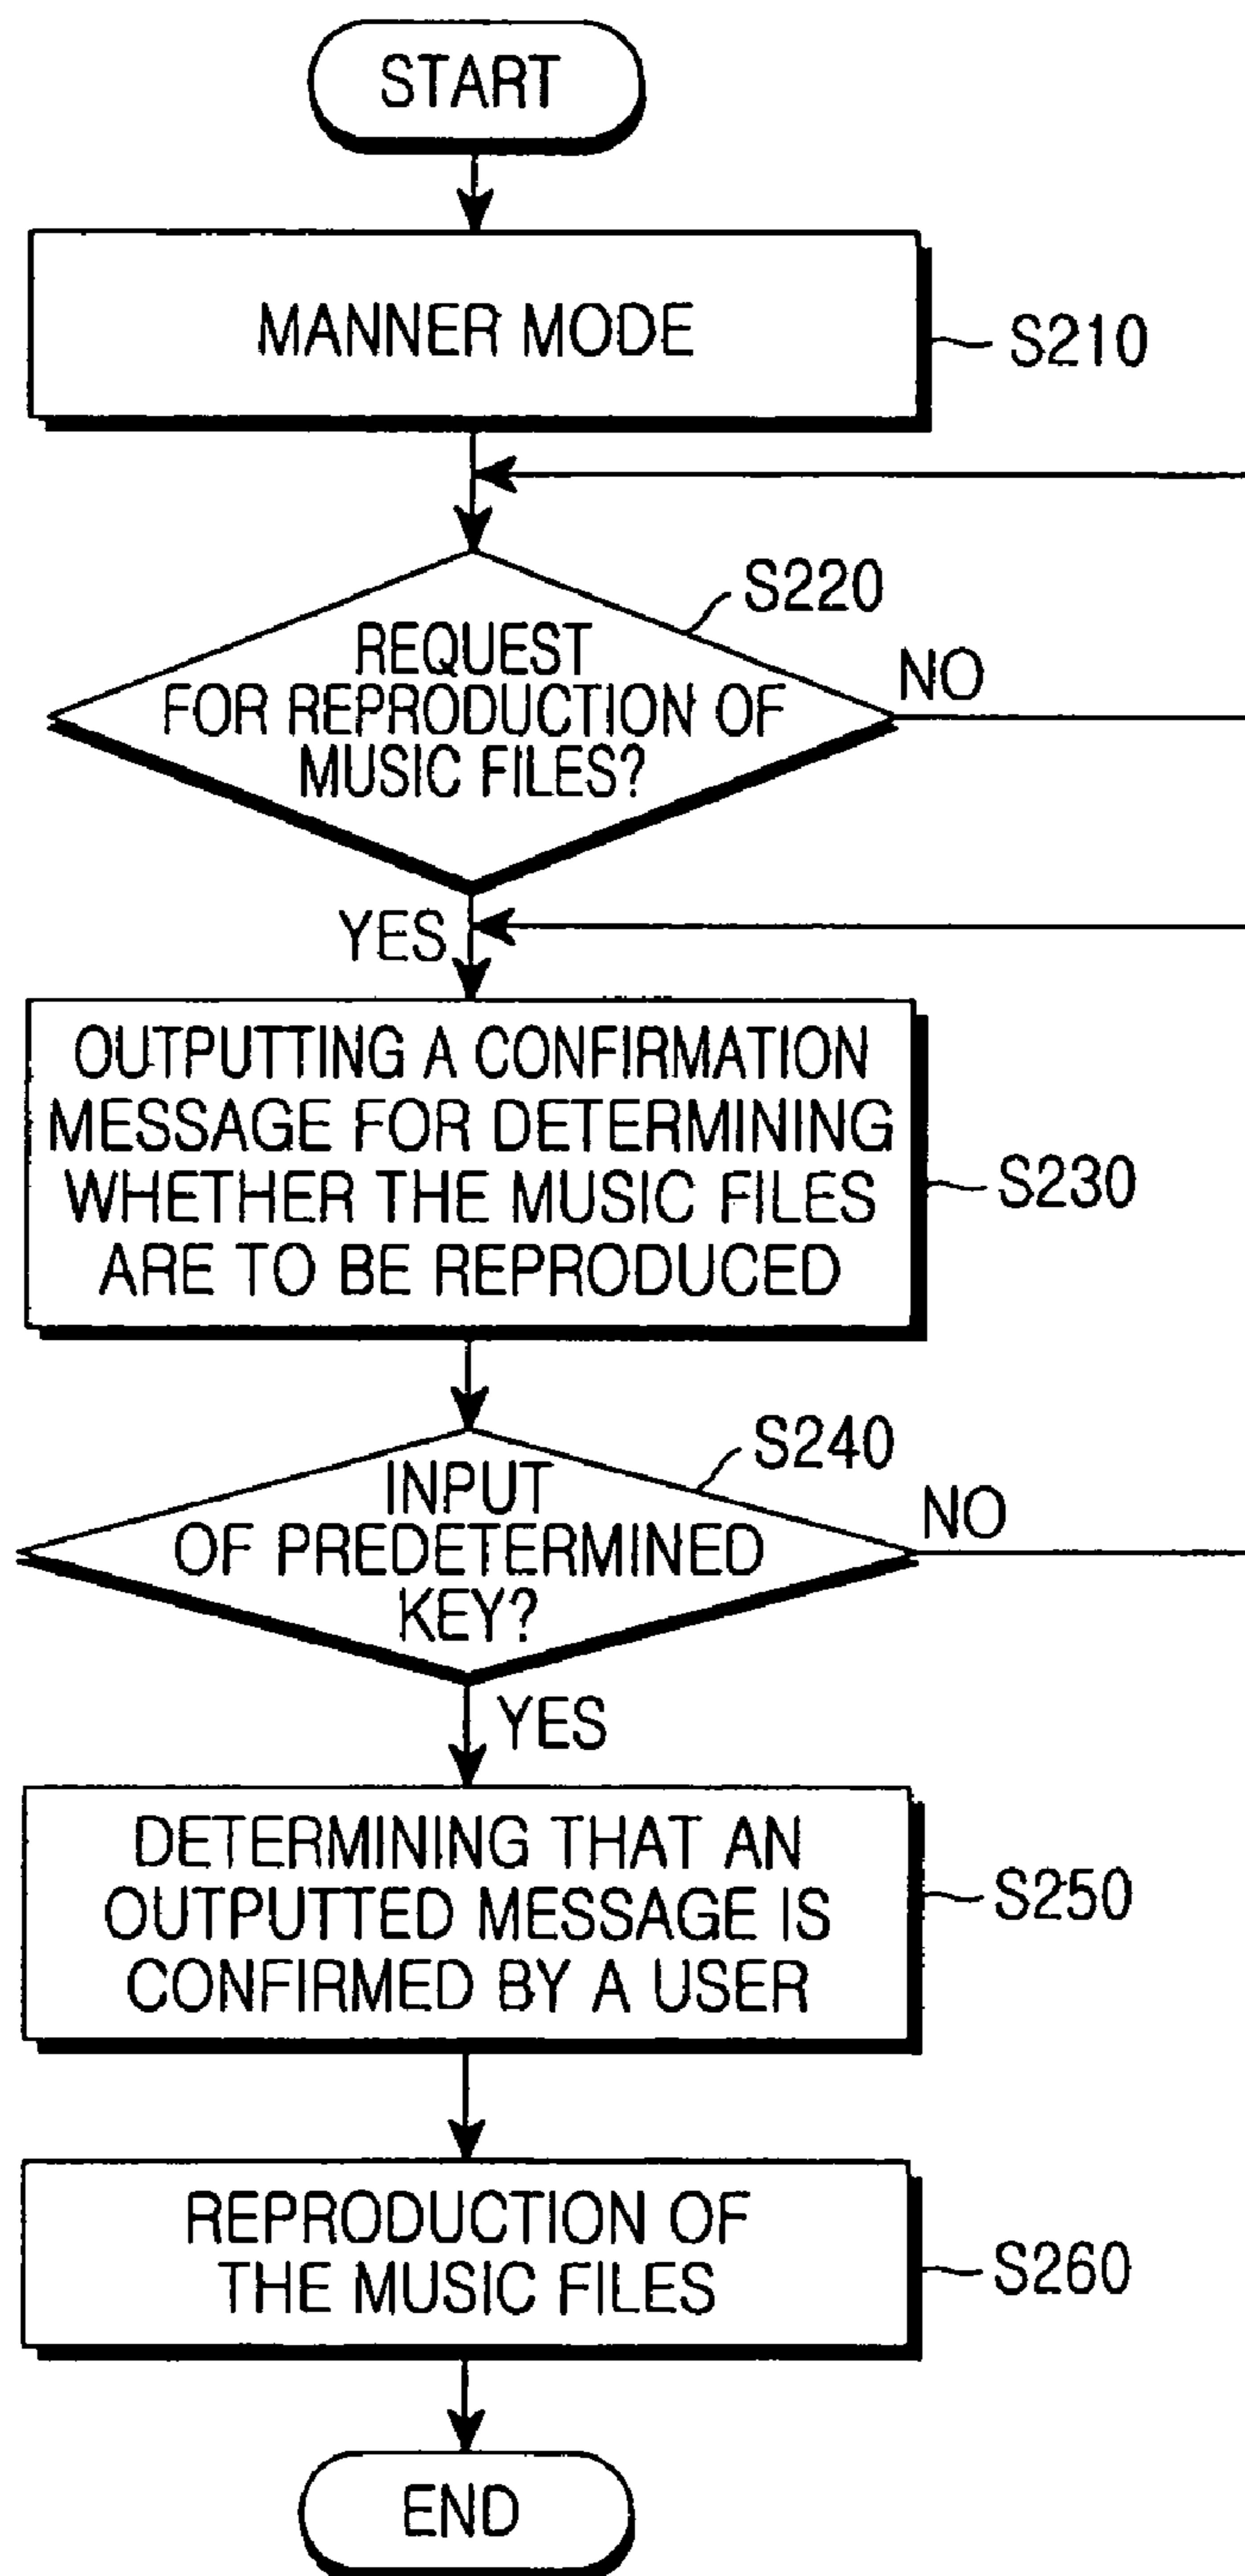 START
MANNER MODE
S210
S220
REQUEST
FOR REPRODUCTION OF
MUSIC FILES?
NO
YES
OUTPUTTING A CONFIRMATION
MESSAGE FOR DETERMINING
WHETHER THE MUSIC FILES
ARE TO BE REPRODUCED
S230
S240
INPUT
OF PREDETERMINED
KEY?
NO
YES
DETERMINING THAT AN
OUTPUTTED MESSAGE IS
CONFIRMED BY A USER
S250
REPRODUCTION OF
THE MUSIC FILES
S260
END